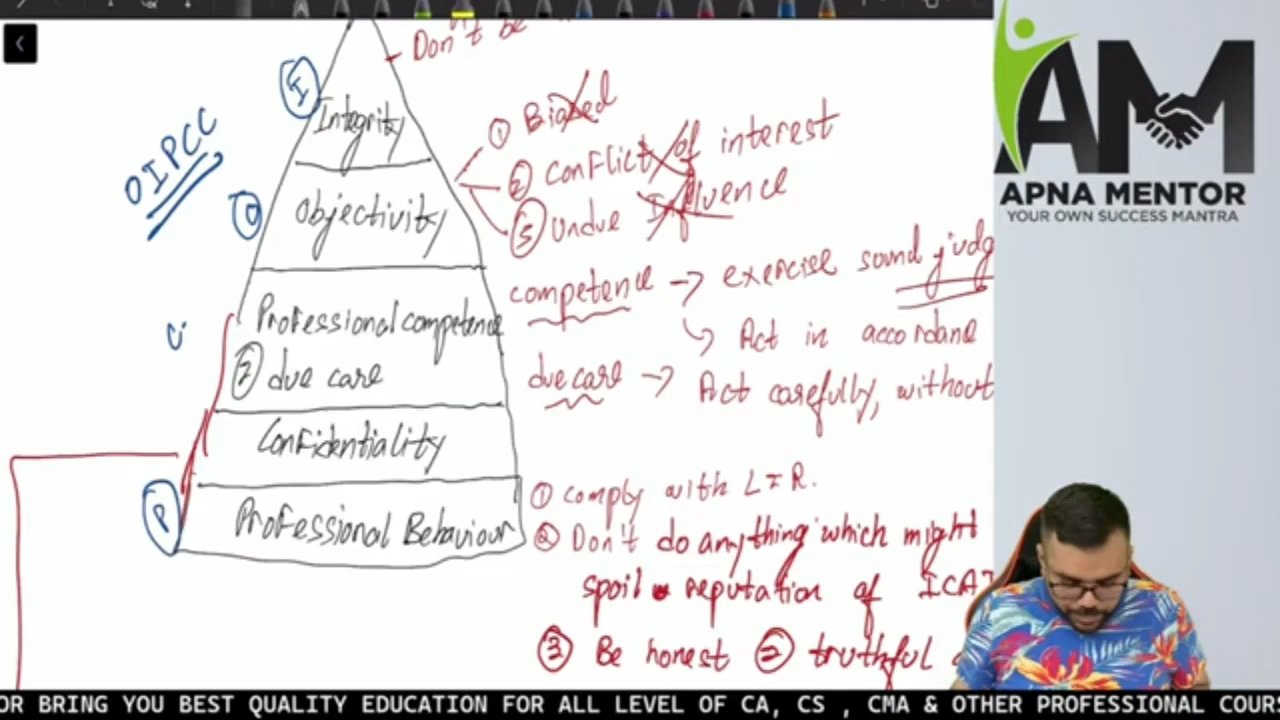 Don't be
I
Integrity
OIPCC
① Biased
② Conflict of interest
③ Undue Influence
O
Objectivity
competence → exercise sound judg
Professional competence
↳ Act in accordane
② due care
due care → Act carefully, without
Confidentiality
① comply with L & R.
P
Professional Behaviour
② Don't do anything which might
spoil reputation of ICAI
③ Be honest & truthful
AM
APNA MENTOR
YOUR OWN SUCCESS MANTRA
OR BRING YOU BEST QUALITY EDUCATION FOR ALL LEVEL OF CA, CS , CMA & OTHER PROFESSIONAL COUR